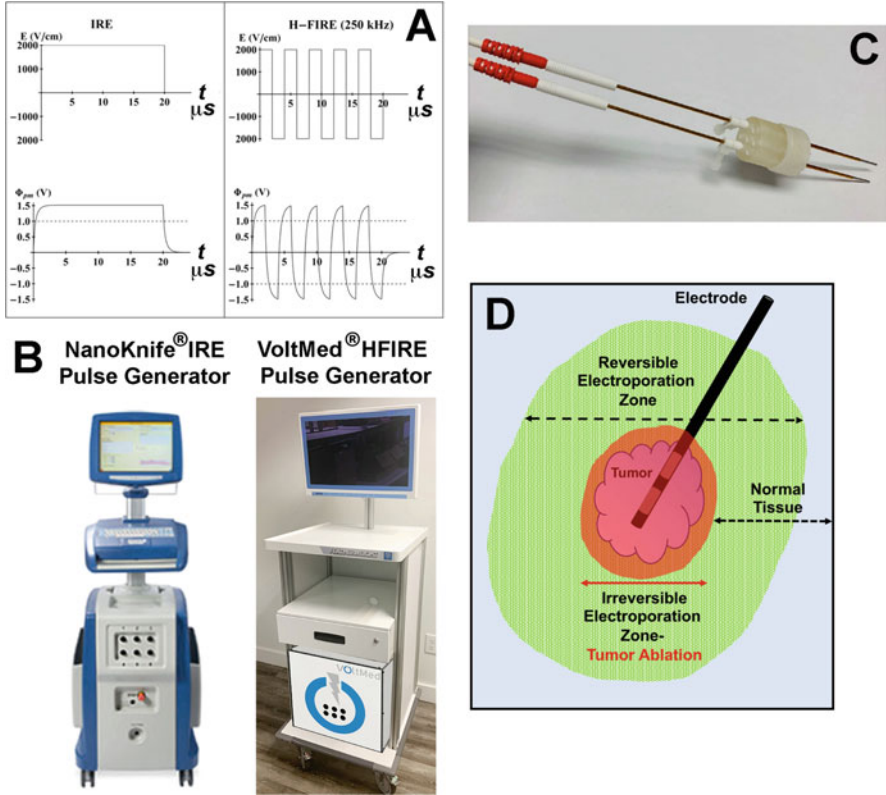 A
IRE
E (V/cm)
2000
1000
−1000
2000
5 10 15 20
t
μs
Φpm (V)
1.5
1.0
0.5
−0.5
−1.0
−1.5
5 10 15 20
t
μs
H−FIRE (250 kHz)
E (V/cm)
2000
1000
−1000
2000
5 10 15 20
t
μs
Φpm (V)
1.5
1.0
0.5
−0.5
−1.0
−1.5
5 10 15 20
t
μs
B
NanoKnife® IRE
Pulse Generator
VoltMed® HFIRE
Pulse Generator
VOltMed
C
D
Electrode
Reversible
Electroporation
Zone
Tumor
Normal
Tissue
Irreversible
Electroporation
Zone-
Tumor Ablation